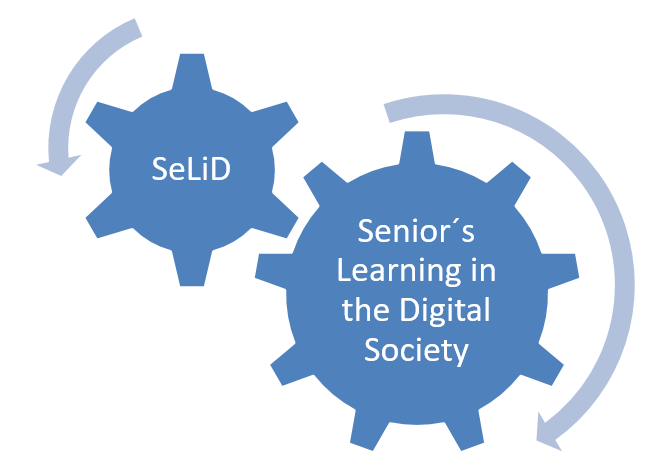 SeLiD
Senior´s
Learning in
the Digital
Society